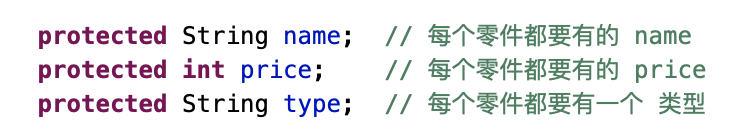 protected String name;  // 每个零件都要有的 name
protected int price;    // 每个零件都要有的 price
protected String type;  // 每个零件都要有一个 类型